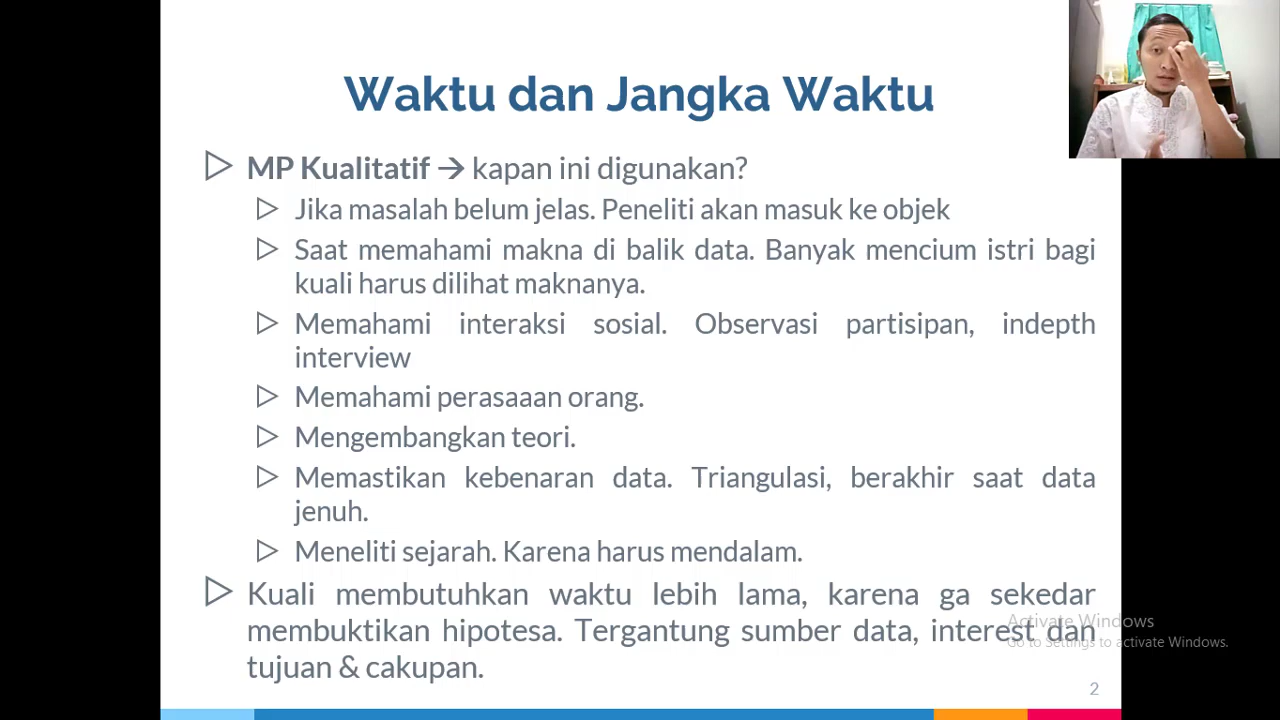 Waktu dan Jangka Waktu
MP Kualitatif → kapan ini digunakan?
Jika masalah belum jelas. Peneliti akan masuk ke objek
Saat memahami makna di balik data. Banyak mencium istri bagi
kuali harus dilihat maknanya.
Memahami interaksi sosial. Observasi partisipan, indepth
interview
Memahami perasaaan orang.
Mengembangkan teori.
Memastikan kebenaran data. Triangulasi, berakhir saat data
jenuh.
Meneliti sejarah. Karena harus mendalam.
Kuali membutuhkan waktu lebih lama, karena ga sekedar
membuktikan hipotesa. Tergantung sumber data, interest dan
tujuan & cakupan.
Activate Windows
Go to Settings to activate Windows.
2